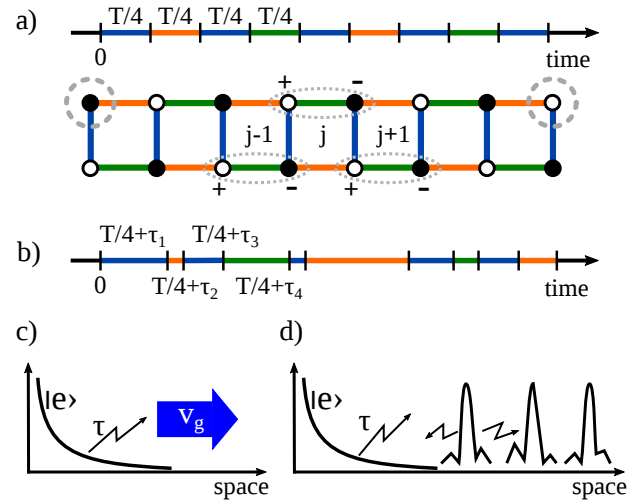 a)
T/4 T/4 T/4 T/4
0 time
+ -
j-1 j j+1
+ - + -
b)
T/4+τ1 T/4+τ3
0 T/4+τ2 T/4+τ4 time
c) d)
|e> τ vg |e> τ
space space